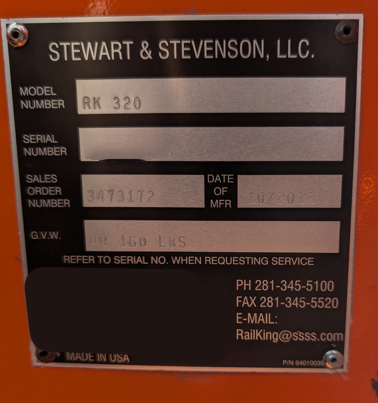 STEWART & STEVENSON, LLC.
MODEL NUMBER RK 320
SERIAL NUMBER
SALES ORDER NUMBER 3473172 DATE OF MFR
G.V.W. 160 LBS
REFER TO SERIAL NO. WHEN REQUESTING SERVICE
PH 281-345-5100
FAX 281-345-5520
E-MAIL:
RailKing@ssss.com
MADE IN USA